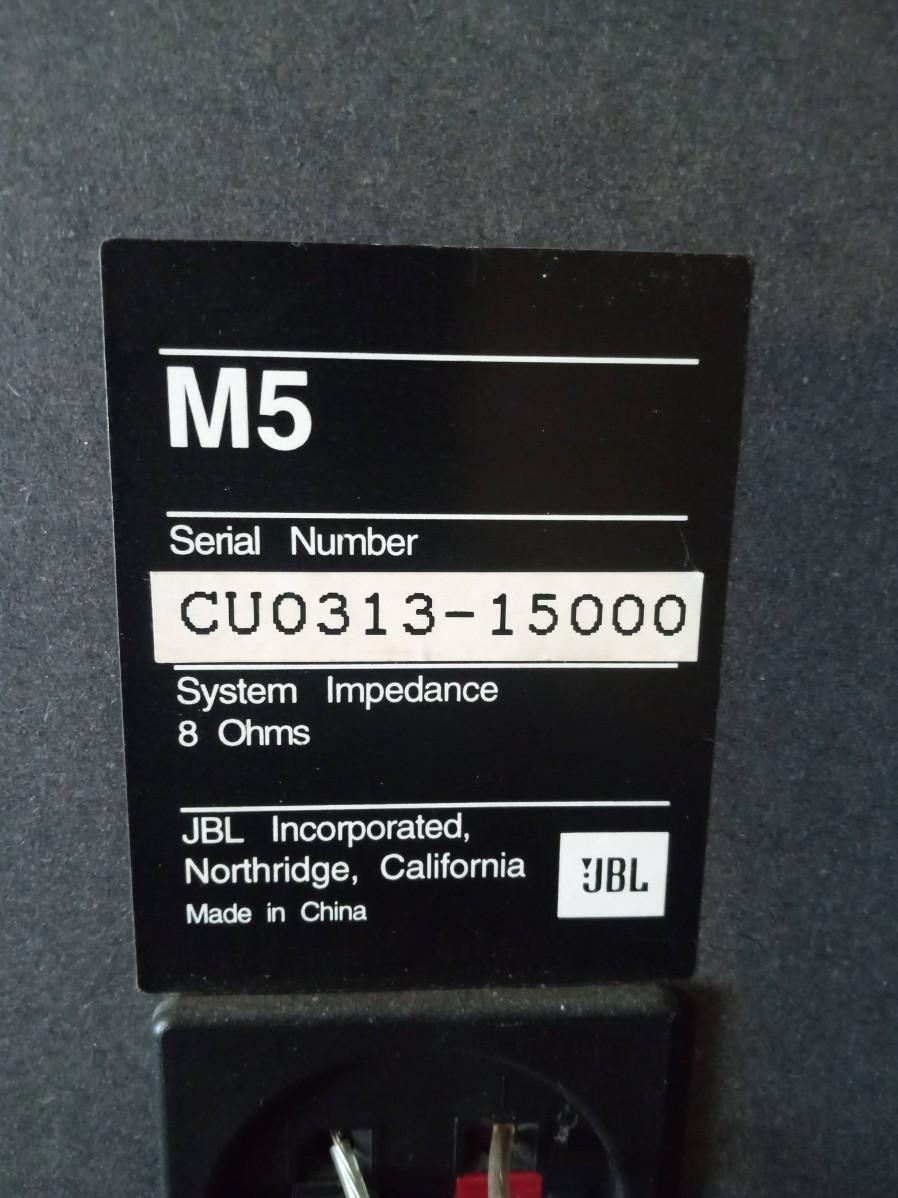 M5
Serial Number
CU0313-15000
System Impedance
8 Ohms
JBL Incorporated,
Northridge, California
Made in China
JBL